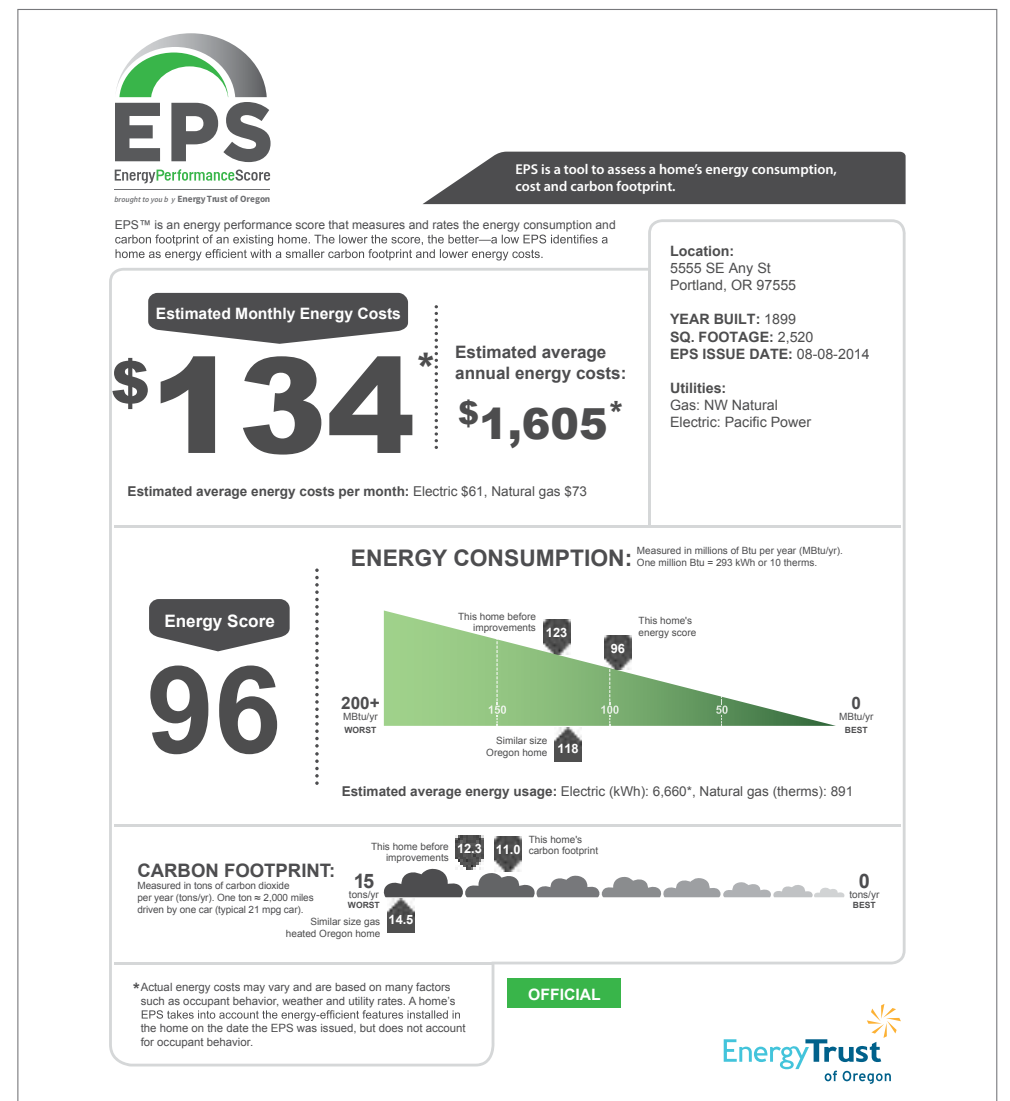 EPS
EnergyPerformanceScore
brought to you b y Energy Trust of Oregon
EPS is a tool to assess a home's energy consumption,
cost and carbon footprint.
EPS™ is an energy performance score that measures and rates the energy consumption and
carbon footprint of an existing home. The lower the score, the better—a low EPS identifies a
home as energy efficient with a smaller carbon footprint and lower energy costs.
Location:
5555 SE Any St
Portland, OR 97555
YEAR BUILT: 1899
SQ. FOOTAGE: 2,520
EPS ISSUE DATE: 08-08-2014
Utilities:
Gas: NW Natural
Electric: Pacific Power
Estimated Monthly Energy Costs
$134*
Estimated average
annual energy costs:
$1,605*
Estimated average energy costs per month: Electric $61, Natural gas $73
ENERGY CONSUMPTION:
Measured in millions of Btu per year (MBtu/yr).
One million Btu = 293 kWh or 10 therms.
Energy Score
96
This home before
improvements
123
This home's
energy score
96
200+
MBtu/yr
WORST
150
100
50
0
MBtu/yr
BEST
Similar size
Oregon home
118
Estimated average energy usage: Electric (kWh): 6,660*, Natural gas (therms): 891
CARBON FOOTPRINT:
Measured in tons of carbon dioxide
per year (tons/yr). One ton ≈ 2,000 miles
driven by one car (typical 21 mpg car).
This home before
improvements
12.3
11.0
This home's
carbon footprint
15
tons/yr
WORST
0
tons/yr
BEST
Similar size gas
heated Oregon home
14.5
*Actual energy costs may vary and are based on many factors
such as occupant behavior, weather and utility rates. A home's
EPS takes into account the energy-efficient features installed in
the home on the date the EPS was issued, but does not account
for occupant behavior.
OFFICIAL
EnergyTrust
of Oregon